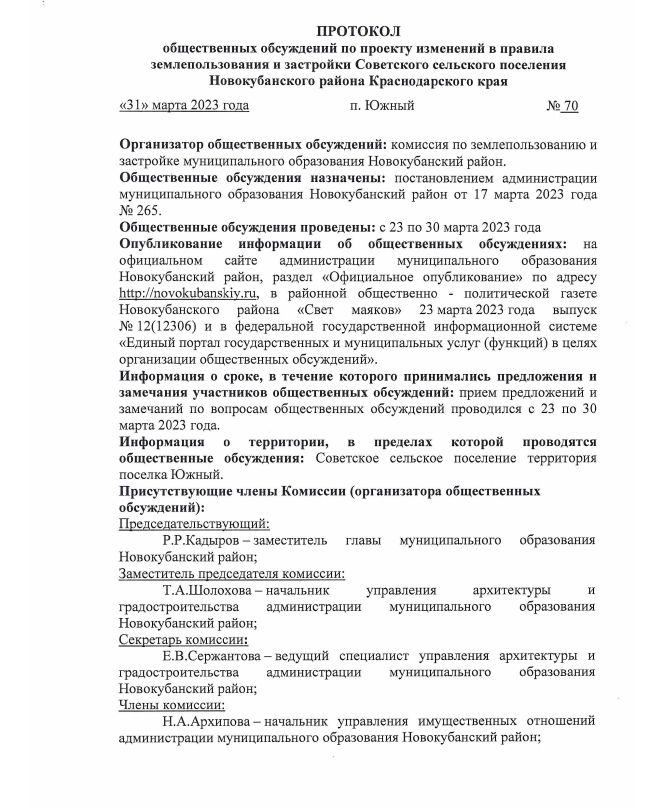 ПРОТОКОЛ
общественных обсуждений по проекту изменений в правила
землепользования и застройки Советского сельского поселения
Новокубанского района Краснодарского края
«31» марта 2023 года п. Южный № 70
Организатор общественных обсуждений: комиссия по землепользованию и
застройке муниципального образования Новокубанский район.
Общественные обсуждения назначены: постановлением администрации
муниципального образования Новокубанский район от 17 марта 2023 года
№ 265.
Общественные обсуждения проведены: с 23 по 30 марта 2023 года
Опубликование информации об общественных обсуждениях: на
официальном сайте администрации муниципального образования
Новокубанский район, раздел «Официальное опубликование» по адресу
http://novokubanskiy.ru, в районной общественно - политической газете
Новокубанского района «Свет маяков» 23 марта 2023 года выпуск
№ 12(12306) и в федеральной государственной информационной системе
«Единый портал государственных и муниципальных услуг (функций) в целях
организации общественных обсуждений».
Информация о сроке, в течение которого принимались предложения и
замечания участников общественных обсуждений: прием предложений и
замечаний по вопросам общественных обсуждений проводился с 23 по 30
марта 2023 года.
Информация о территории, в пределах которой проводятся
общественные обсуждения: Советское сельское поселение территория
поселка Южный.
Присутствующие члены Комиссии (организатора общественных
обсуждений):
Председательствующий:
Р.Р.Кадыров – заместитель главы муниципального образования
Новокубанский район;
Заместитель председателя комиссии:
Т.А.Шолохова – начальник управления архитектуры и
градостроительства администрации муниципального образования
Новокубанский район;
Секретарь комиссии:
Е.В.Сержантова – ведущий специалист управления архитектуры и
градостроительства администрации муниципального образования
Новокубанский район;
Члены комиссии:
Н.А.Архипова – начальник управления имущественных отношений
администрации муниципального образования Новокубанский район;